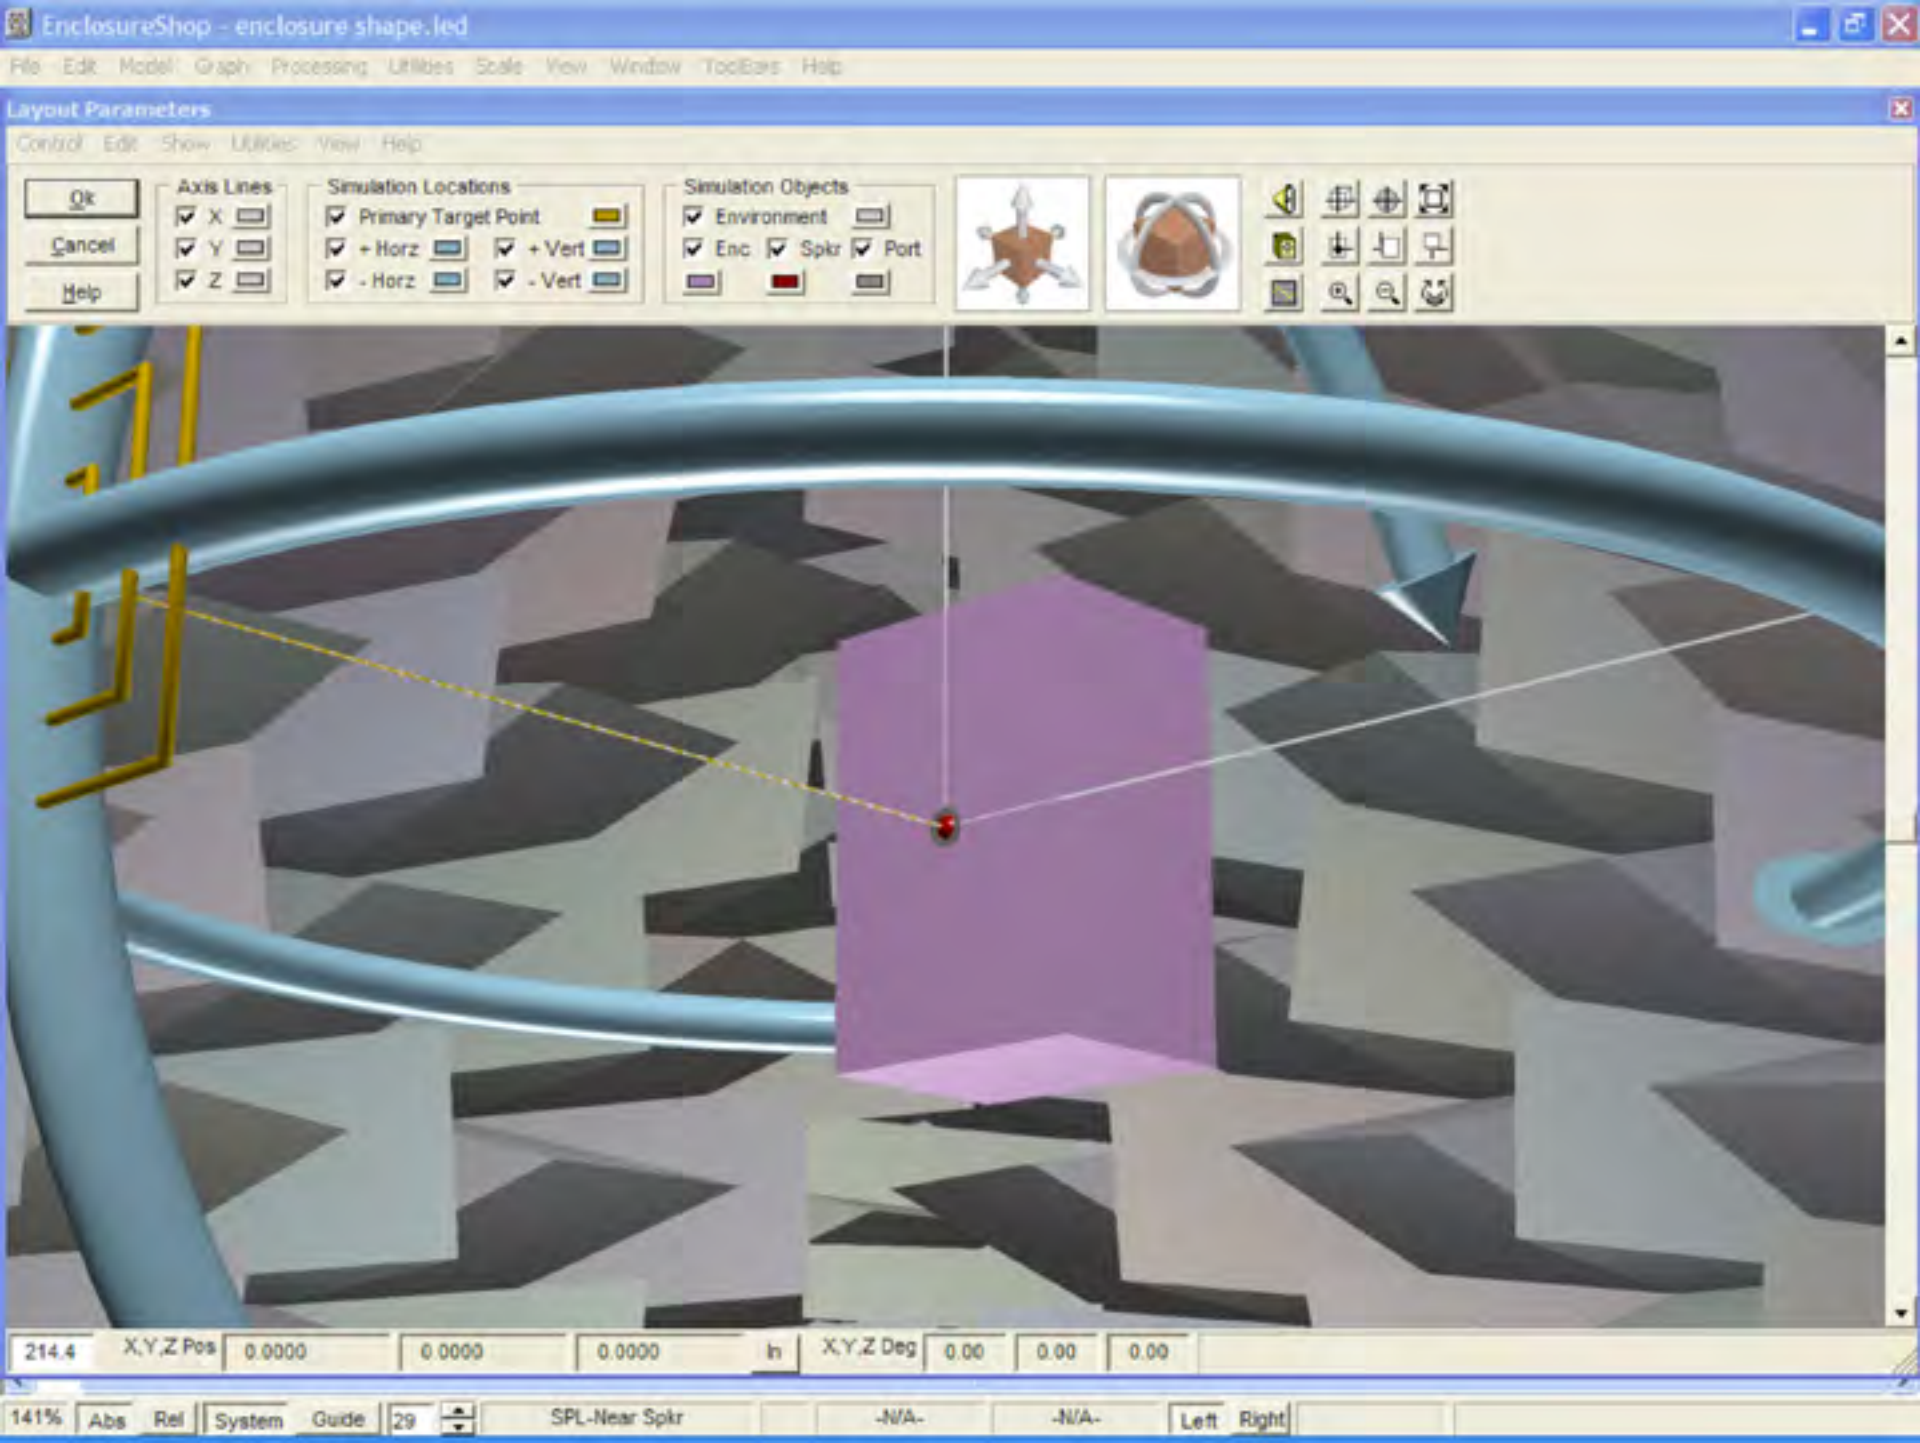 EnclosureShop - enclosure shape.led
File Edit Model Graph Processing Utilities Scale View Window ToolBars Help
Layout Parameters
Control Edit Show Utilities View Help
Ok
Cancel
Help
Axis Lines
X
Y
Z
Simulation Locations
Primary Target Point
+ Horz + Vert
- Horz - Vert
Simulation Objects
Environment
Enc Spkr Port
214.4 X,Y,Z Pos 0.0000 0.0000 0.0000 In X,Y,Z Deg 0.00 0.00 0.00
141% Abs Rel System Guide 29 SPL-Near Spkr -N/A- -N/A- Left Right